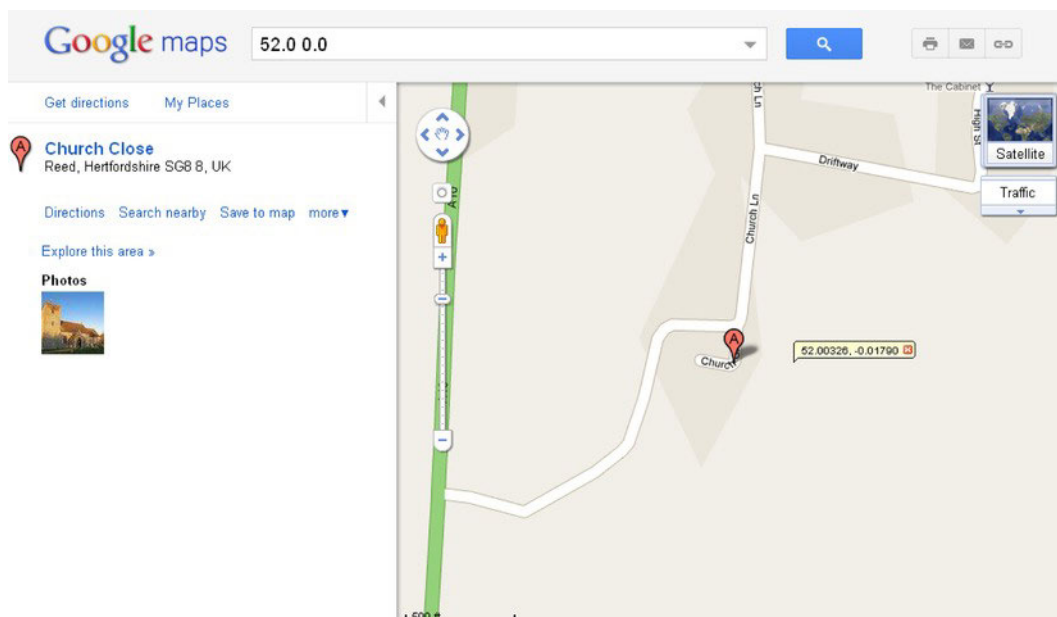 Google maps
52.0 0.0
Get directions My Places
A
Church Close
Reed, Hertfordshire SG8 8, UK
Directions Search nearby Save to map more▾
Explore this area »
Photos
The Cabinet
High St
Satellite
Traffic
Driftway
Church Ln
A10
A
Church
52.00326, -0.01790